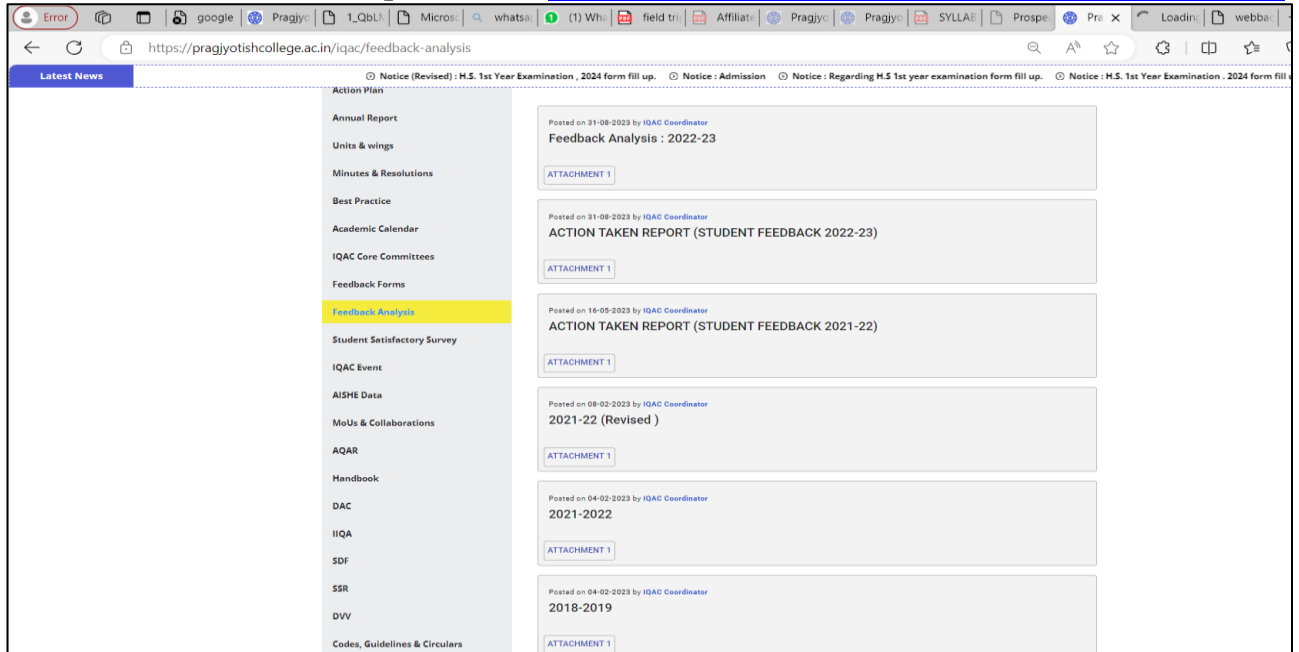 Error
google
Pragjyo
1_QbLN
Microso
whatsa
(1) Wha
field tri
Affiliate
Pragjyo
Pragjyo
SYLLAB
Prospe
Pra
Loading
webbac
https://pragjyotishcollege.ac.in/iqac/feedback-analysis
Latest News
Notice (Revised) : H.S. 1st Year Examination , 2024 form fill up. Notice : Admission Notice : Regarding H.S 1st year examination form fill up. Notice : H.S. 1st Year Examination . 2024 form fill
Action Plan
Annual Report
Units & wings
Minutes & Resolutions
Best Practice
Academic Calendar
IQAC Core Committees
Feedback Forms
Feedback Analysis
Student Satisfactory Survey
IQAC Event
AISHE Data
MoUs & Collaborations
AQAR
Handbook
DAC
IIQA
SDF
SSR
DVV
Codes, Guidelines & Circulars
Posted on 31-08-2023 by IQAC Coordinator
Feedback Analysis : 2022-23
ATTACHMENT 1
Posted on 31-08-2023 by IQAC Coordinator
ACTION TAKEN REPORT (STUDENT FEEDBACK 2022-23)
ATTACHMENT 1
Posted on 16-05-2023 by IQAC Coordinator
ACTION TAKEN REPORT (STUDENT FEEDBACK 2021-22)
ATTACHMENT 1
Posted on 08-02-2023 by IQAC Coordinator
2021-22 (Revised )
ATTACHMENT 1
Posted on 04-02-2023 by IQAC Coordinator
2021-2022
ATTACHMENT 1
Posted on 04-02-2023 by IQAC Coordinator
2018-2019
ATTACHMENT 1